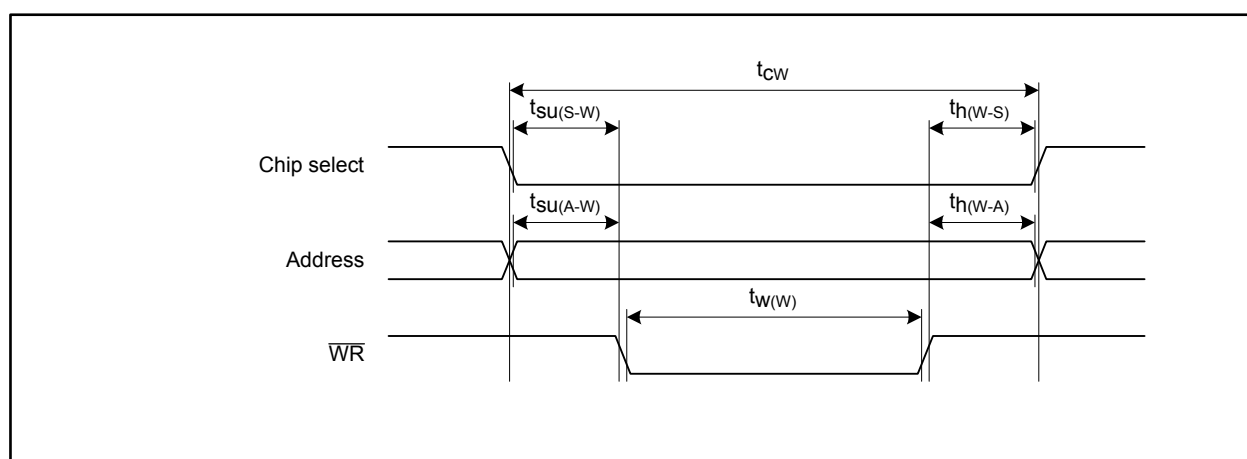 tcw
tsu(S-W) th(W-S)
Chip select
tsu(A-W) th(W-A)
Address
tw(W)
WR